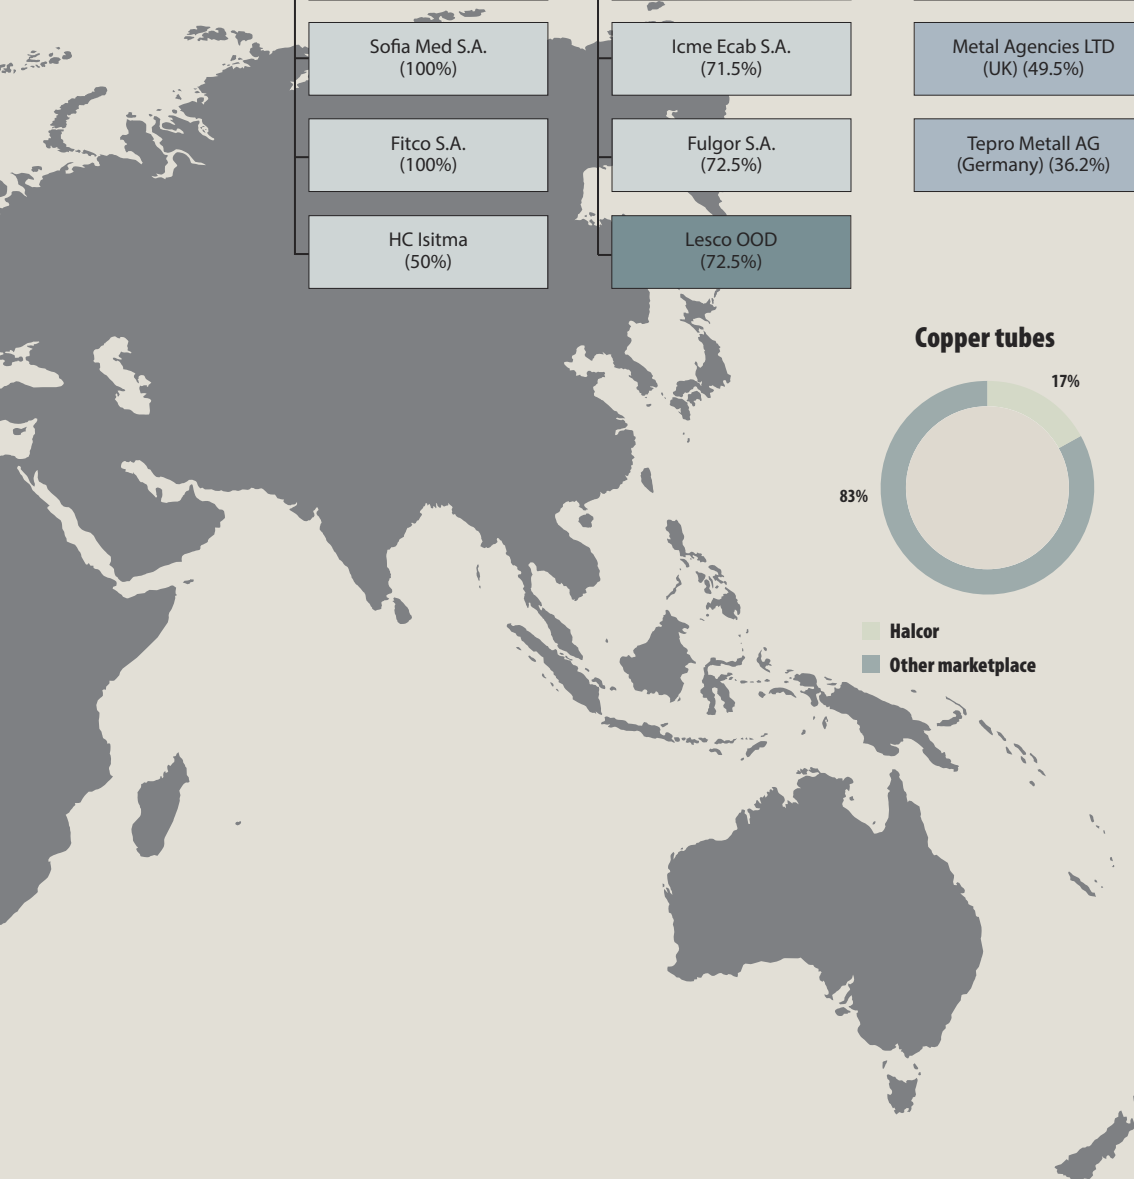 Sofia Med S.A.
(100%)
Icme Ecab S.A.
(71.5%)
Metal Agencies LTD
(UK) (49.5%)
Fitco S.A.
(100%)
Fulgor S.A.
(72.5%)
Tepro Metall AG
(Germany) (36.2%)
HC Isitma
(50%)
Lesco OOD
(72.5%)
Copper tubes
17%
83%
Halcor
Other marketplace